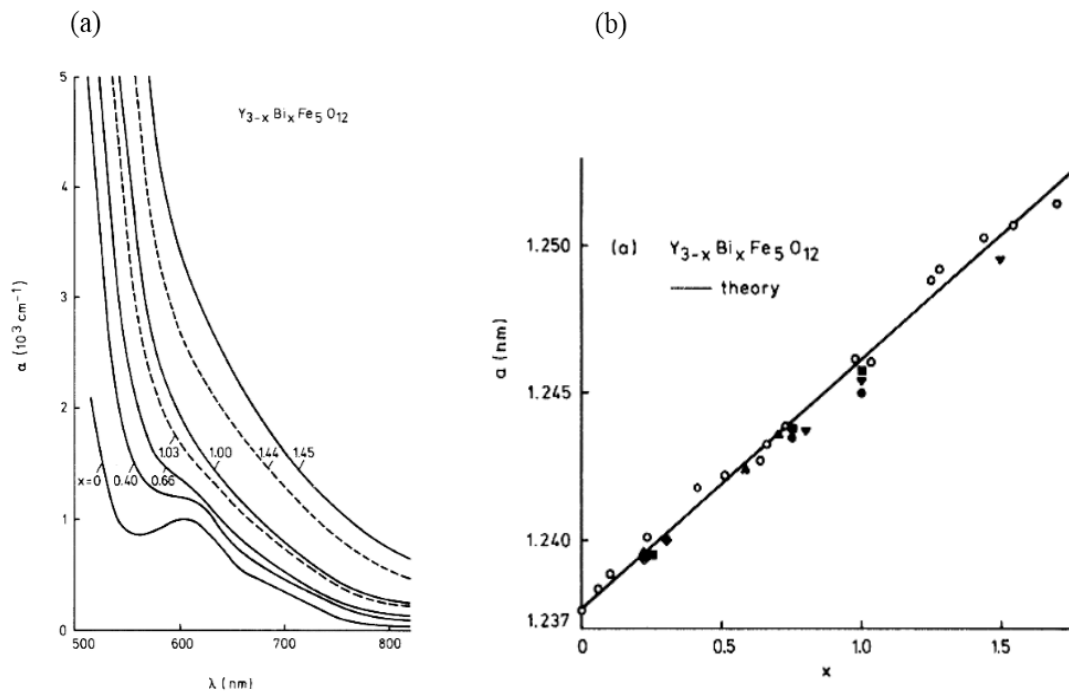 (a)
(b)
5
4
3
2
1
0
α (10³ cm⁻¹)
Y₃₋ₓ Biₓ Fe₅ O₁₂
x=0
0.40
0.66
1.03
1.00
1.44
1.45
500
600
700
800
λ (nm)
1.250
1.245
1.240
1.237
a (nm)
(a) Y₃₋ₓ Biₓ Fe₅ O₁₂
theory
0
0.5
1.0
1.5
x